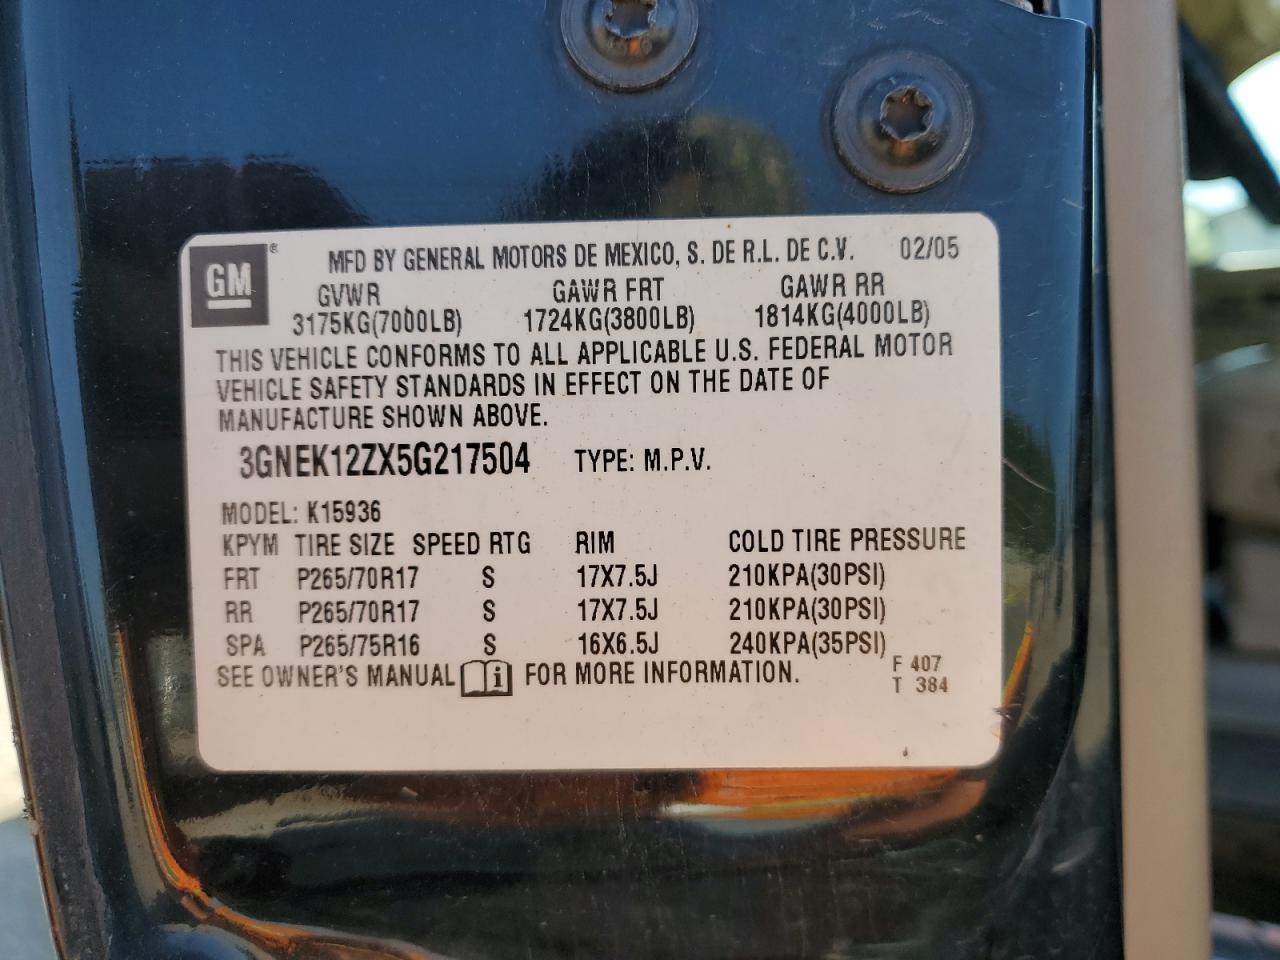 GM ®
MFD BY GENERAL MOTORS DE MEXICO, S. DE R.L. DE C.V. 02/05
GVWR GAWR FRT GAWR RR
3175KG(7000LB) 1724KG(3800LB) 1814KG(4000LB)
THIS VEHICLE CONFORMS TO ALL APPLICABLE U.S. FEDERAL MOTOR
VEHICLE SAFETY STANDARDS IN EFFECT ON THE DATE OF
MANUFACTURE SHOWN ABOVE.
3GNEK12ZX5G217504 TYPE: M.P.V.
MODEL: K15936
KPYM TIRE SIZE SPEED RTG RIM COLD TIRE PRESSURE
FRT P265/70R17 S 17X7.5J 210KPA(30PSI)
RR P265/70R17 S 17X7.5J 210KPA(30PSI)
SPA P265/75R16 S 16X6.5J 240KPA(35PSI)
SEE OWNER'S MANUAL i FOR MORE INFORMATION. F 407
T 384